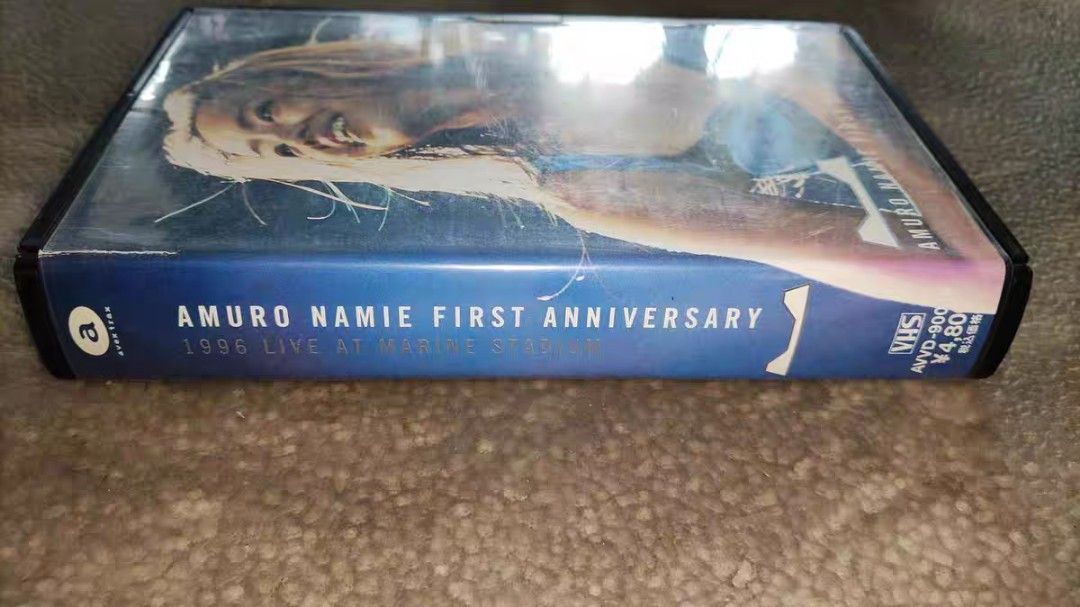 a
avex trax
AMURO NAMIE FIRST ANNIVERSARY
1996 LIVE AT MARINE STADIUM
VHS
AVVD-900
¥4,80
税込価格
AMURO